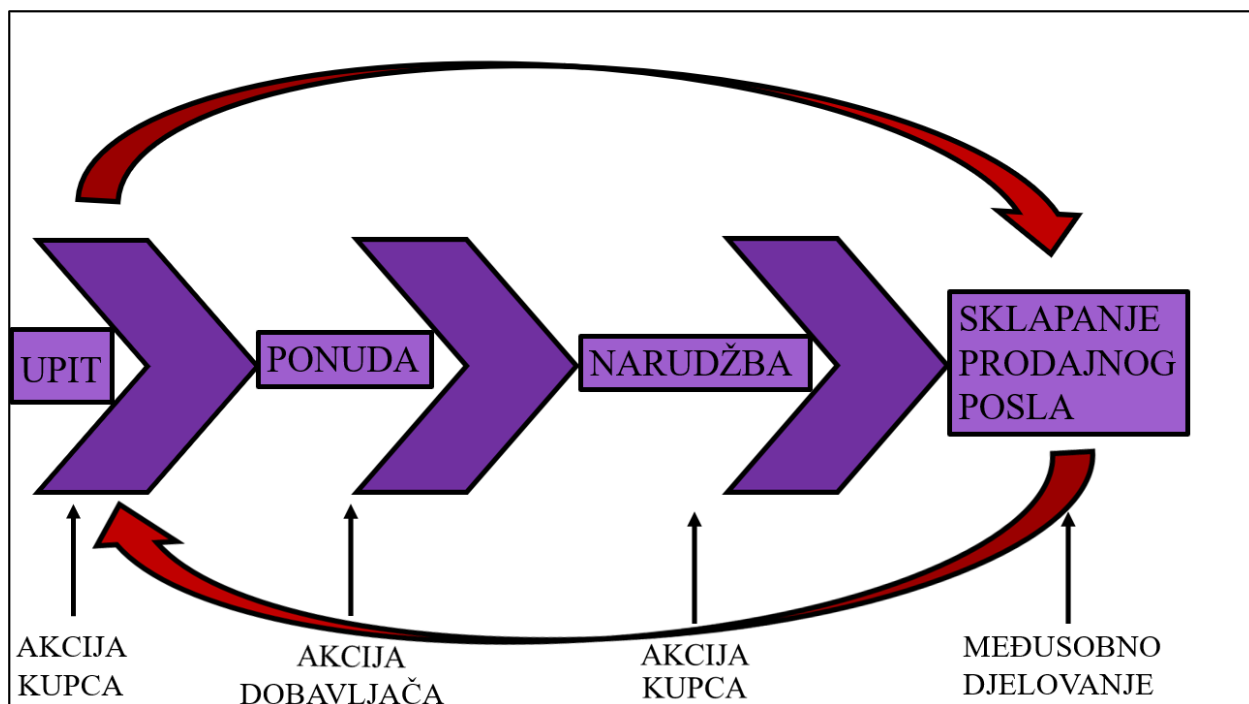 UPIT
PONUDA
NARUDŽBA
SKLAPANJE
PRODAJNOG
POSLA
AKCIJA
KUPCA
AKCIJA
DOBAVLJAČA
AKCIJA
KUPCA
MEĐUSOBNO
DJELOVANJE